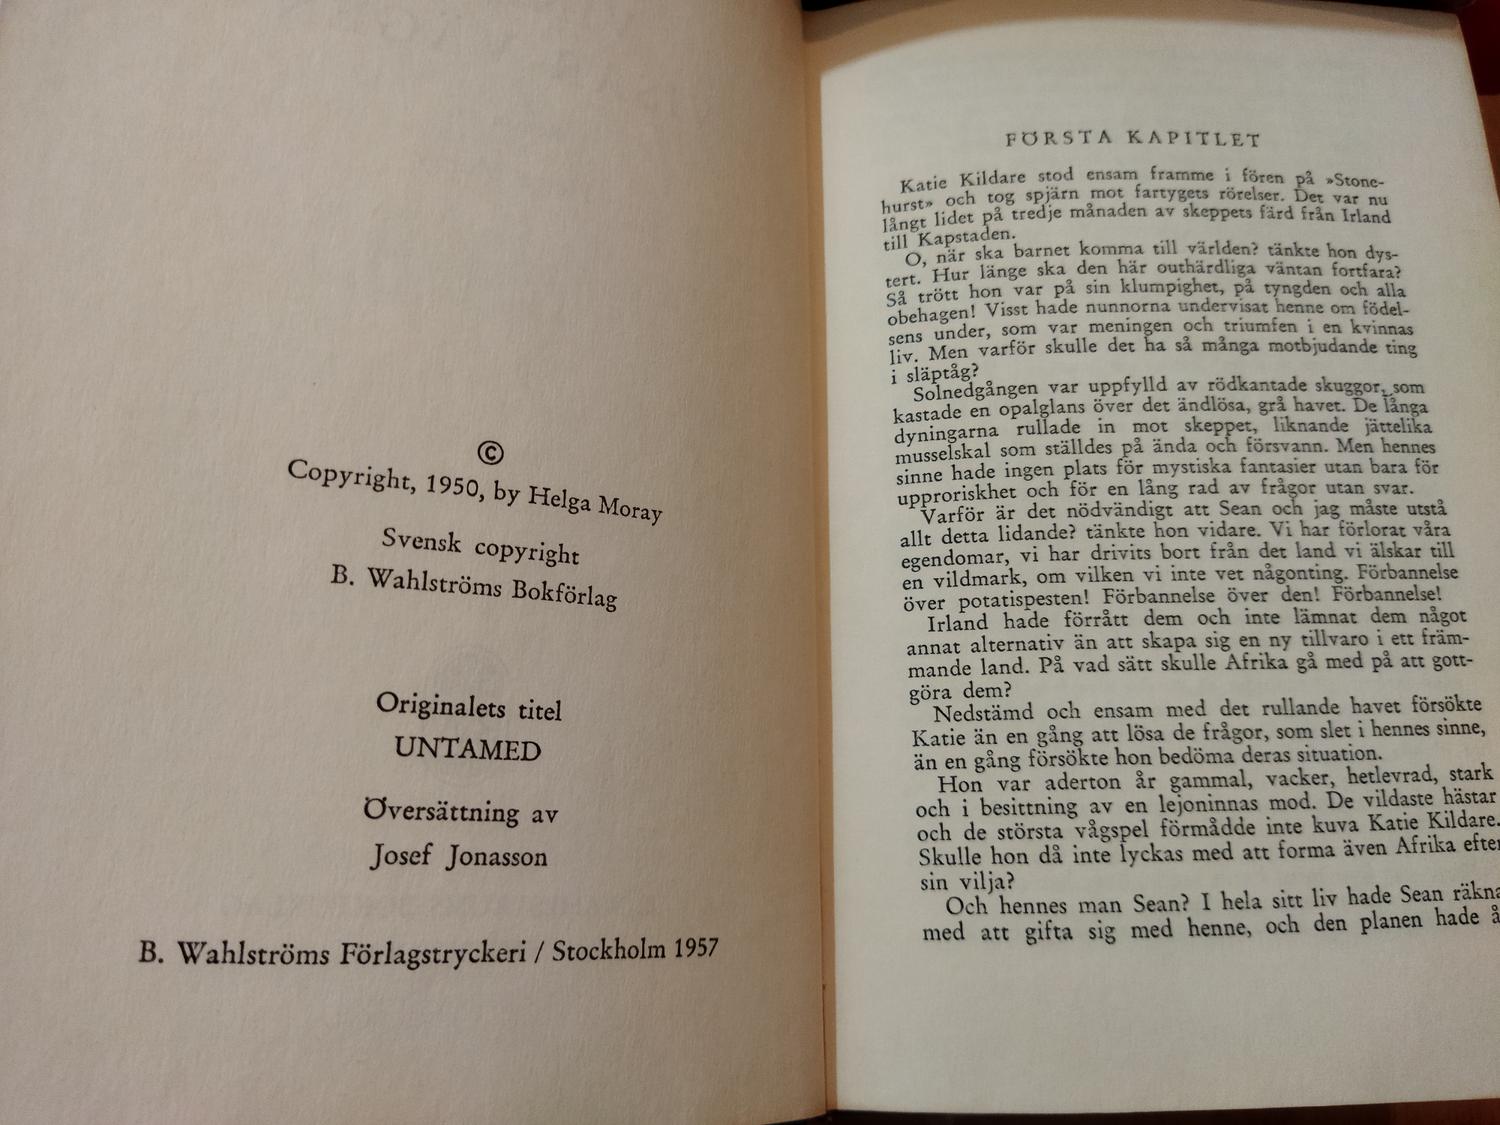 ©
Copyright, 1950, by Helga Moray
Svensk copyright
B. Wahlströms Bokförlag
Originalets titel
UNTAMED
Översättning av
Josef Jonasson
B. Wahlströms Förlagstryckeri / Stockholm 1957
FÖRSTA KAPITLET
Katie Kildare stod ensam framme i fören på »Stone-
hurst» och tog spjärn mot fartygets rörelser. Det var nu
långt lidet på tredje månaden av skeppets färd från Irland
till Kapstaden.
O, när ska barnet komma till världen? tänkte hon dys-
tert. Hur länge ska den här outhärdliga väntan fortfara?
Så trött hon var på sin klumpighet, på tyngden och alla
obehagen! Visst hade nunnorna undervisat henne om födel-
sens under, som var meningen och triumfen i en kvinnas
liv. Men varför skulle det ha så många motbjudande ting
i släptåg?
Solnedgången var uppfylld av rödkantade skuggor, som
kastade en opalglans över det ändlösa, grå havet. De långa
dyningarna rullade in mot skeppet, liknande jättelika
musselskal som ställdes på ända och försvann. Men hennes
sinne hade ingen plats för mystiska fantasier utan bara för
upproriskhet och för en lång rad av frågor utan svar.
Varför är det nödvändigt att Sean och jag måste utstå
allt detta lidande? tänkte hon vidare. Vi har förlorat våra
egendomar, vi har drivits bort från det land vi älskar till
en vildmark, om vilken vi inte vet någonting. Förbannelse
över potatispesten! Förbannelse över den! Förbannelse!
Irland hade förrått dem och inte lämnat dem något
annat alternativ än att skapa sig en ny tillvaro i ett främ-
mande land. På vad sätt skulle Afrika gå med på att gott-
göra dem?
Nedstämd och ensam med det rullande havet försökte
Katie än en gång att lösa de frågor, som slet i hennes sinne,
än en gång försökte hon bedöma deras situation.
Hon var aderton år gammal, vacker, hetlevrad, stark
och i besittning av en lejoninnas mod. De vildaste hästar
och de största vågspel förmådde inte kuva Katie Kildare.
Skulle hon då inte lyckas med att forma även Afrika efter
sin vilja?
Och hennes man Sean? I hela sitt liv hade Sean räkna
med att gifta sig med henne, och den planen hade å